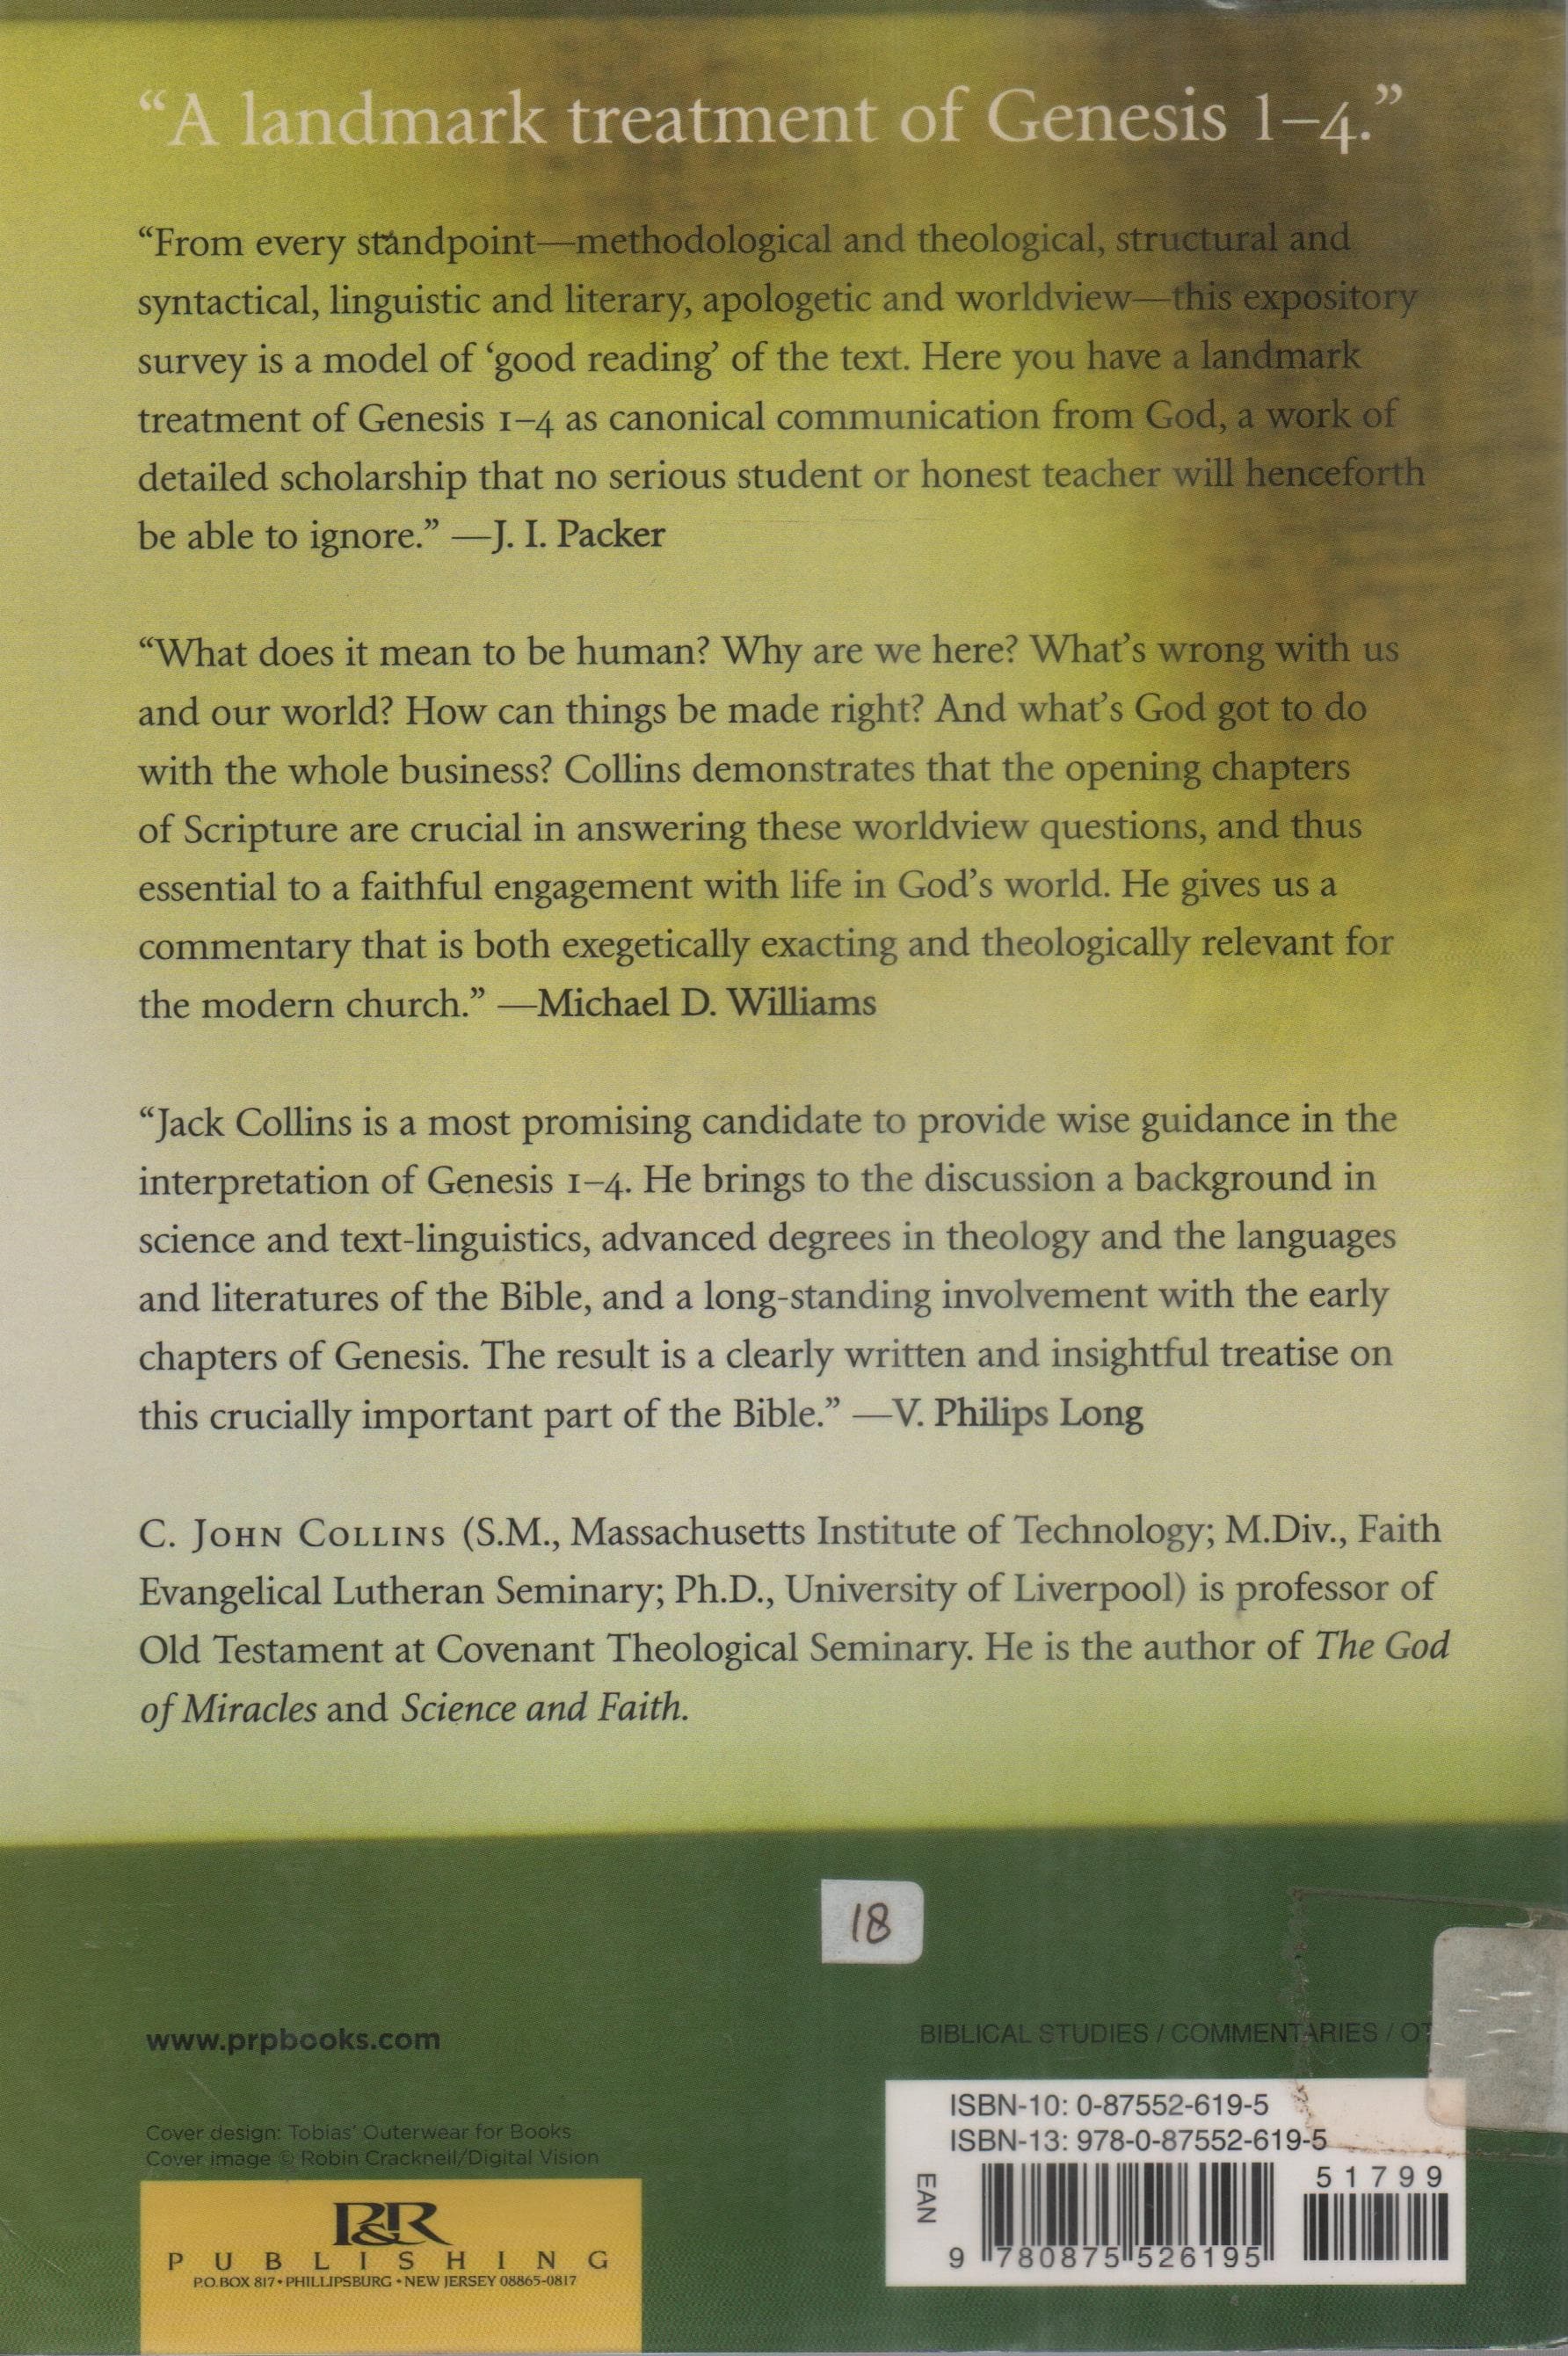 “A landmark treatment of Genesis 1–4.”
“From every standpoint—methodological and theological, structural and
syntactical, linguistic and literary, apologetic and worldview—this expository
survey is a model of ‘good reading’ of the text. Here you have a landmark
treatment of Genesis 1–4 as canonical communication from God, a work of
detailed scholarship that no serious student or honest teacher will henceforth
be able to ignore.” —J. I. Packer
“What does it mean to be human? Why are we here? What’s wrong with us
and our world? How can things be made right? And what’s God got to do
with the whole business? Collins demonstrates that the opening chapters
of Scripture are crucial in answering these worldview questions, and thus
essential to a faithful engagement with life in God’s world. He gives us a
commentary that is both exegetically exacting and theologically relevant for
the modern church.” —Michael D. Williams
“Jack Collins is a most promising candidate to provide wise guidance in the
interpretation of Genesis 1–4. He brings to the discussion a background in
science and text-linguistics, advanced degrees in theology and the languages
and literatures of the Bible, and a long-standing involvement with the early
chapters of Genesis. The result is a clearly written and insightful treatise on
this crucially important part of the Bible.” —V. Philips Long
C. JOHN COLLINS (S.M., Massachusetts Institute of Technology; M.Div., Faith
Evangelical Lutheran Seminary; Ph.D., University of Liverpool) is professor of
Old Testament at Covenant Theological Seminary. He is the author of The God
of Miracles and Science and Faith.
18
www.prpbooks.com
BIBLICAL STUDIES / COMMENTARIES / OT
Cover design: Tobias’ Outerwear for Books
Cover image © Robin Cracknell/Digital Vision
P&R
PUBLISHING
P.O. BOX 817 • PHILLIPSBURG • NEW JERSEY 08865-0817
ISBN-10: 0-87552-619-5
ISBN-13: 978-0-87552-619-5
51799
EAN
9 780875 526195